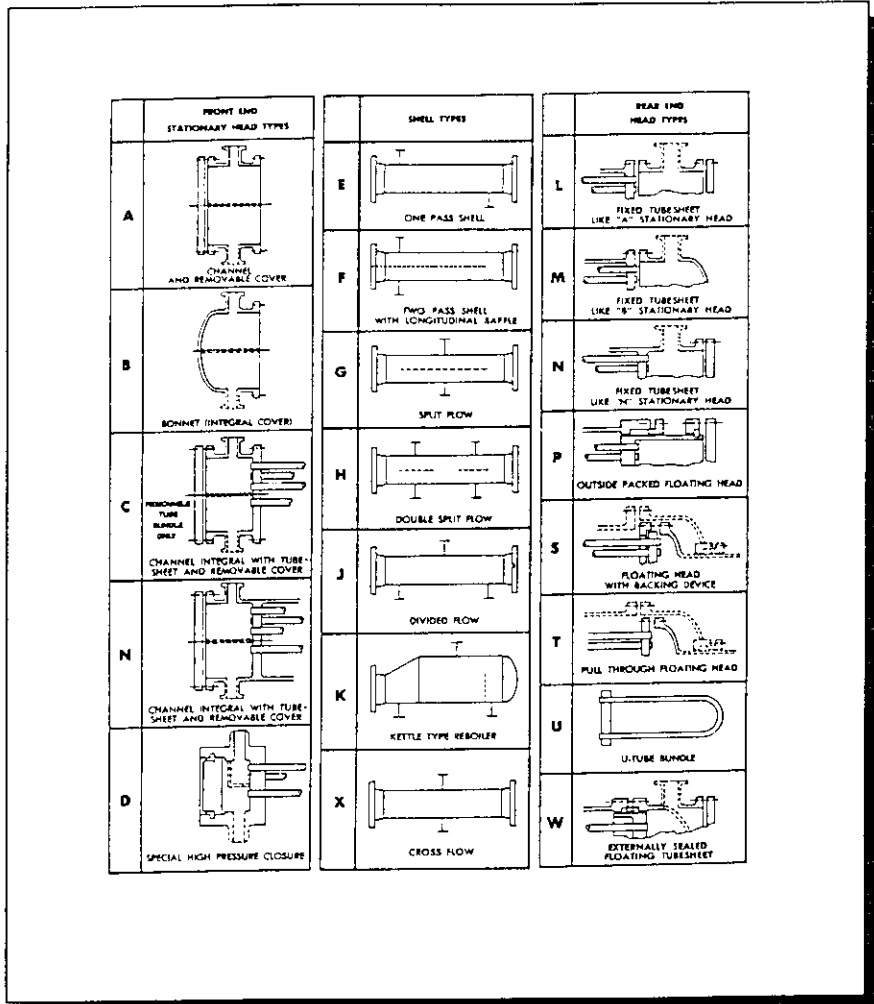 FRONT END
STATIONARY HEAD TYPES
A
CHANNEL
AND REMOVABLE COVER
B
BONNET (INTEGRAL COVER)
C
REMOVABLE
TUBE
BUNDLE
ONLY
CHANNEL INTEGRAL WITH TUBE-
SHEET AND REMOVABLE COVER
N
CHANNEL INTEGRAL WITH TUBE-
SHEET AND REMOVABLE COVER
D
SPECIAL HIGH PRESSURE CLOSURE
SHELL TYPES
E
ONE PASS SHELL
F
TWO PASS SHELL
WITH LONGITUDINAL BAFFLE
G
SPLIT FLOW
H
DOUBLE SPLIT FLOW
J
DIVIDED FLOW
K
KETTLE TYPE REBOILER
X
CROSS FLOW
REAR END
HEAD TYPES
L
FIXED TUBESHEET
LIKE "A" STATIONARY HEAD
M
FIXED TUBESHEET
LIKE "B" STATIONARY HEAD
N
FIXED TUBESHEET
LIKE "N" STATIONARY HEAD
P
OUTSIDE PACKED FLOATING HEAD
S
FLOATING HEAD
WITH BACKING DEVICE
T
PULL THROUGH FLOATING HEAD
U
U-TUBE BUNDLE
W
EXTERNALLY SEALED
FLOATING TUBESHEET